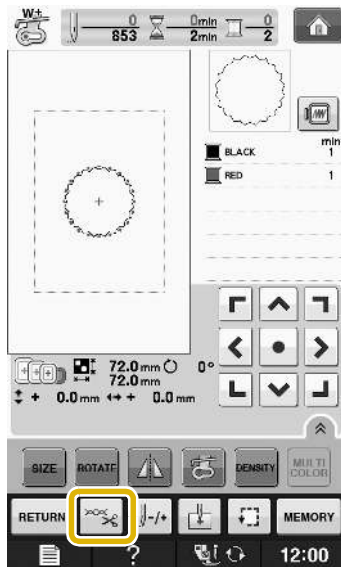 W+ 0 0min 0
853 2min 2
min
BLACK 1
RED 1
72.0mm 0°
72.0mm
+ 0.0mm + 0.0mm
SIZE ROTATE DENSITY MULTI COLOR
RETURN -/+ MEMORY
? 12:00